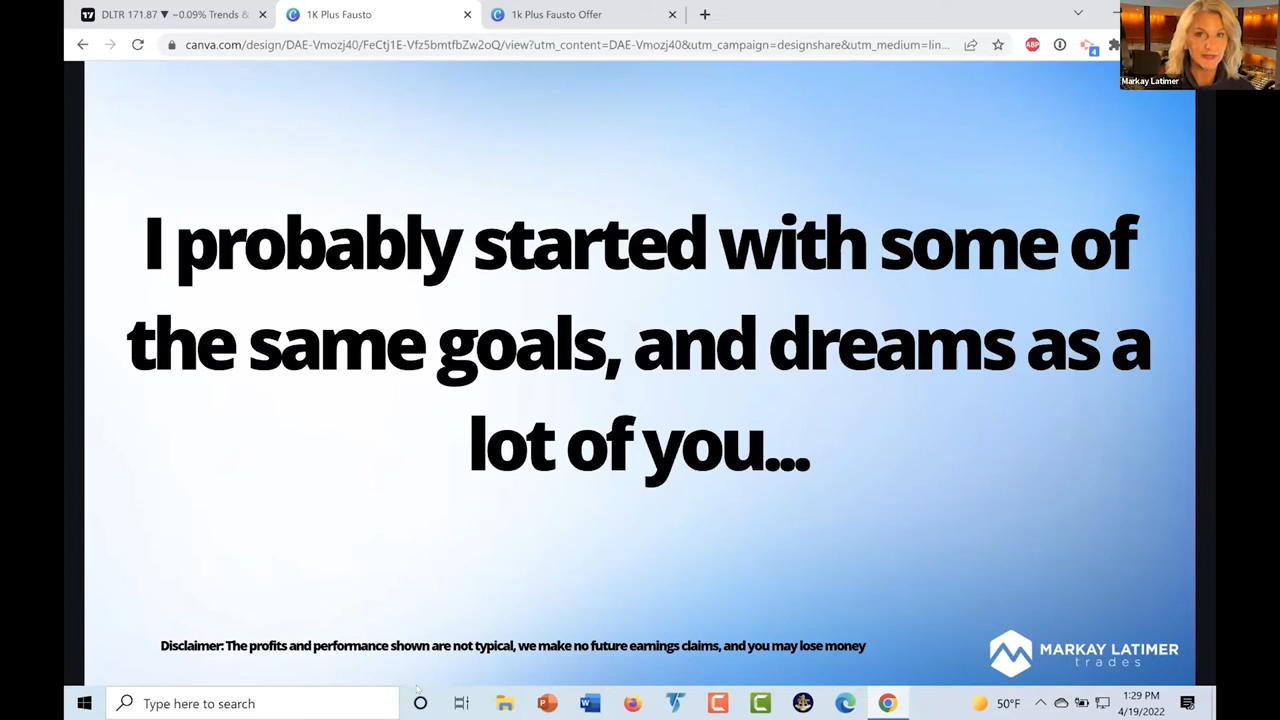 DLTR 171.87 ▼ −0.09% Trends &
1K Plus Fausto
1k Plus Fausto Offer
canva.com/design/DAE-Vmozj40/FeCtj1E-Vfz5bmtfbZw2oQ/view?utm_content=DAE-Vmozj40&utm_campaign=designshare&utm_medium=lin...
ABP
4
Markay Latimer
I probably started with some of
the same goals, and dreams as a
lot of you...
Disclaimer: The profits and performance shown are not typical, we make no future earnings claims, and you may lose money
MARKAY LATIMER
trades
Type here to search
50°F
1:29 PM
4/19/2022